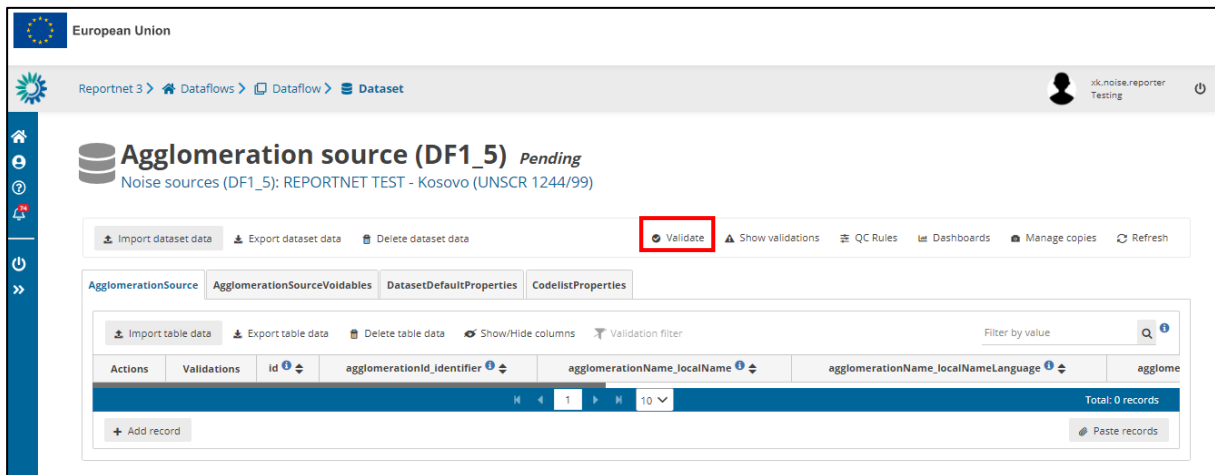 European Union
Reportnet 3 > Dataflows > Dataflow > Dataset
xk.noise.reporter
Testing
74
Agglomeration source (DF1_5) Pending
Noise sources (DF1_5): REPORTNET TEST - Kosovo (UNSCR 1244/99)
Import dataset data Export dataset data Delete dataset data Validate Show validations QC Rules Dashboards Manage copies Refresh
AgglomerationSource AgglomerationSourceVoidables DatasetDefaultProperties CodelistProperties
Import table data Export table data Delete table data Show/Hide columns Validation filter Filter by value
Actions Validations id agglomerationId_identifier agglomerationName_localName agglomerationName_localNameLanguage agglome
1 10 Total: 0 records
+ Add record Paste records